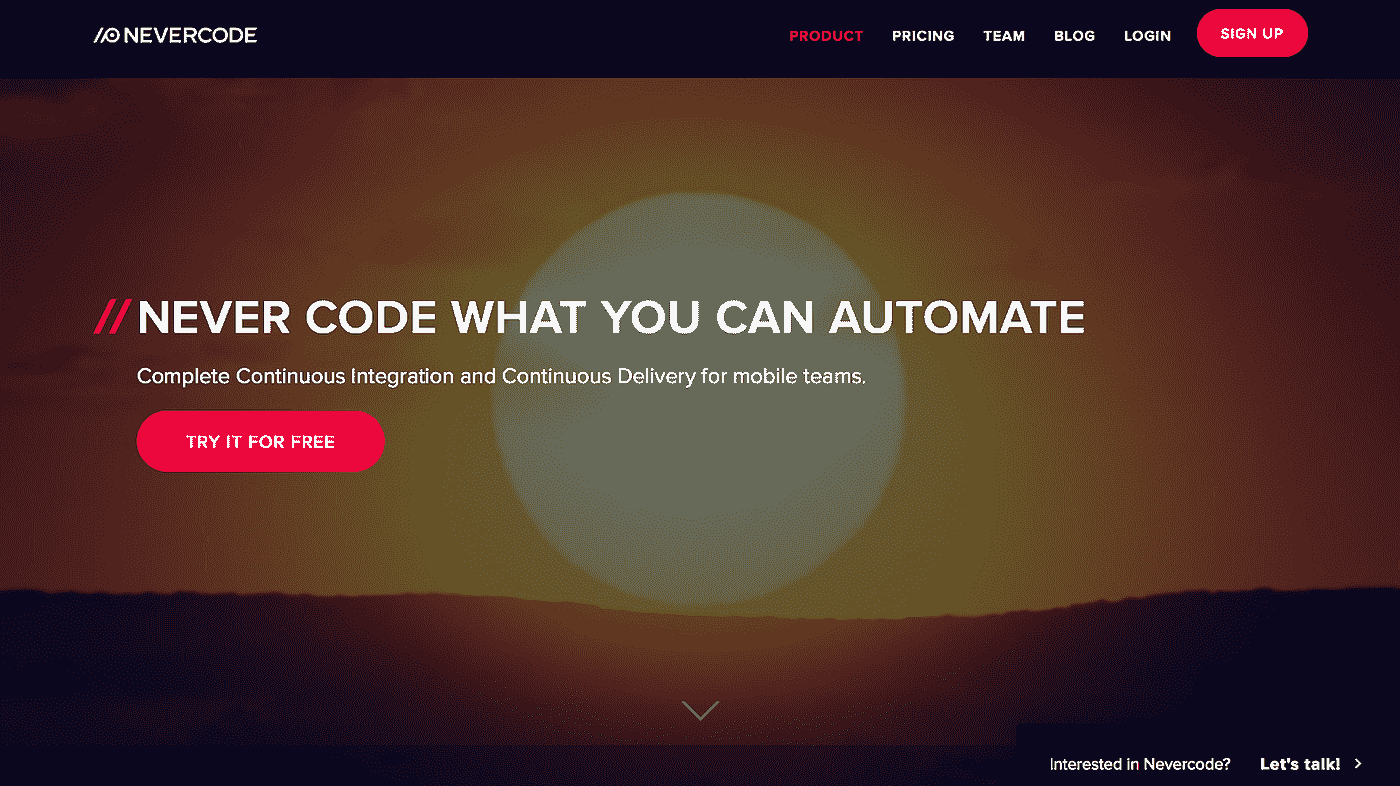 //NEVERCODE
PRODUCT PRICING TEAM BLOG LOGIN SIGN UP
//NEVER CODE WHAT YOU CAN AUTOMATE
Complete Continuous Integration and Continuous Delivery for mobile teams.
TRY IT FOR FREE
Interested in Nevercode? Let's talk!